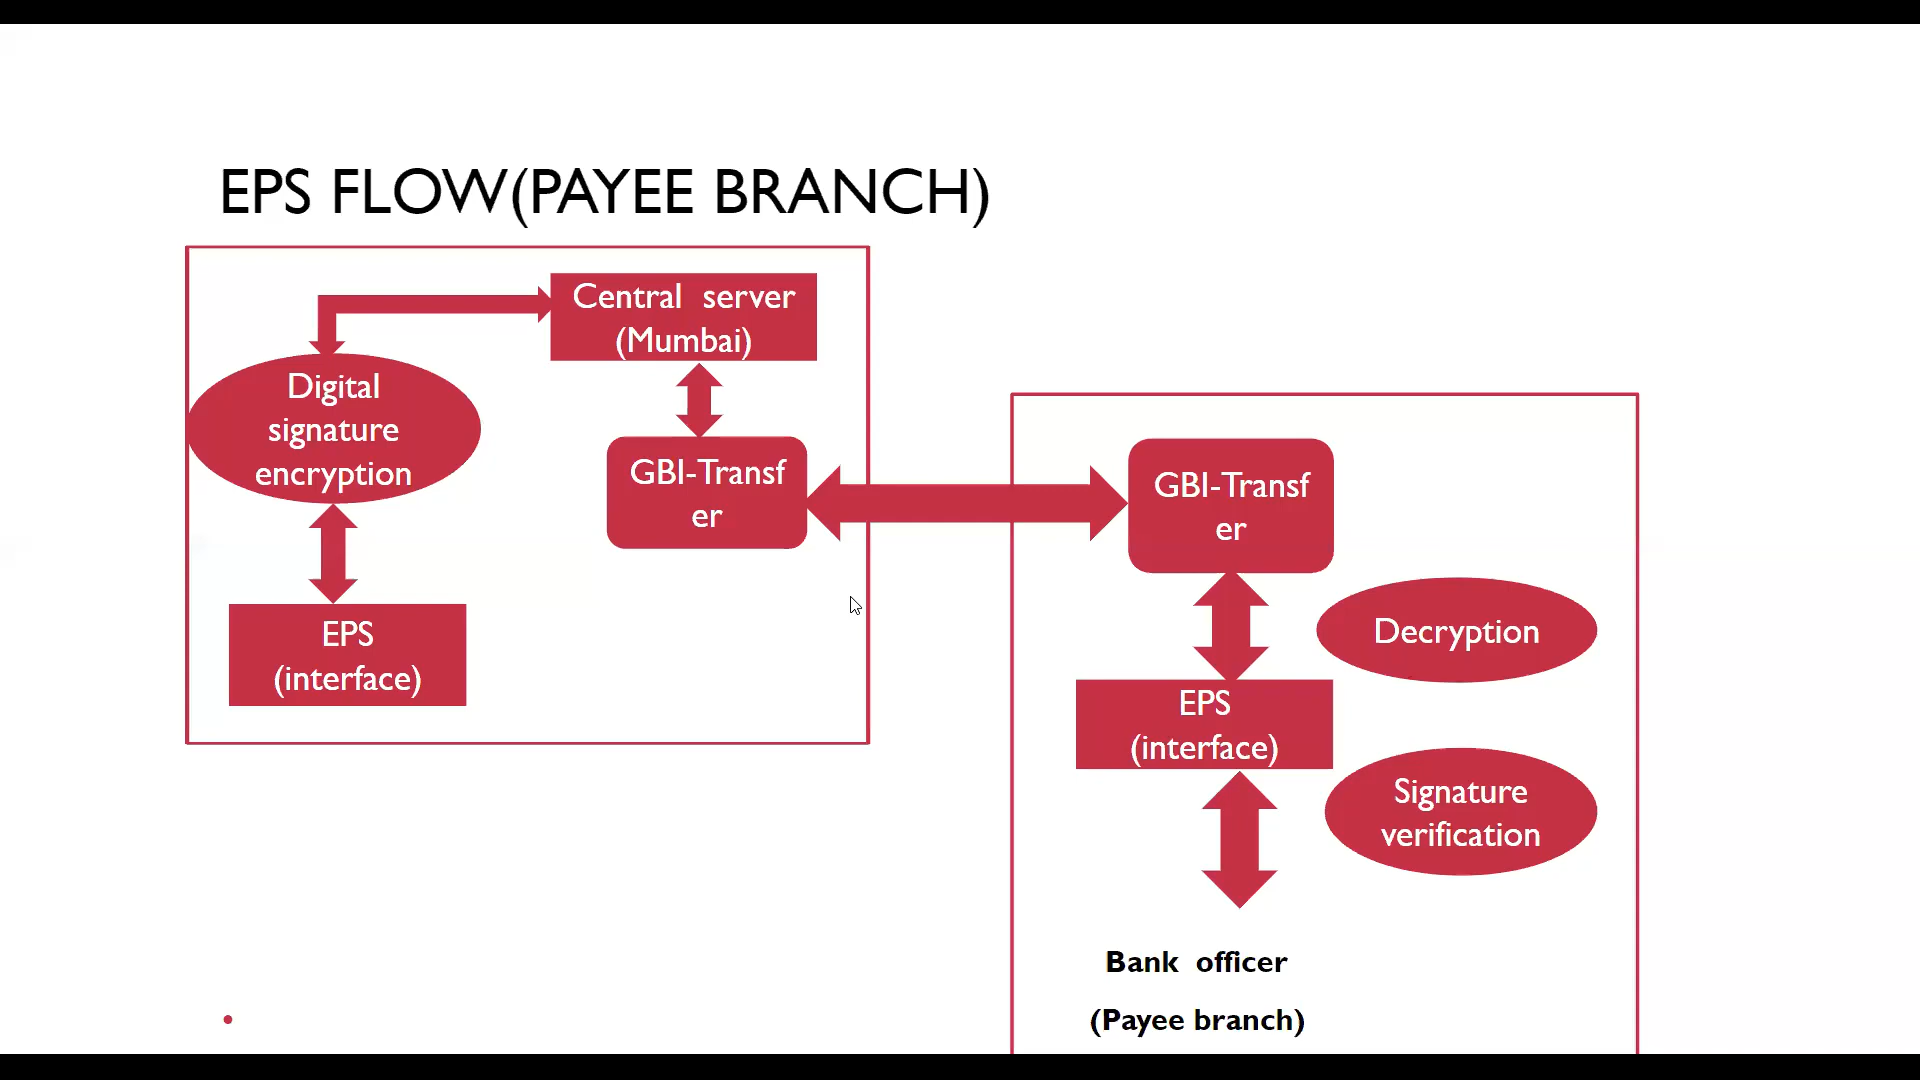 EPS FLOW(PAYEE BRANCH)
Central server
(Mumbai)
Digital
signature
encryption
GBI-Transf
er
EPS
(interface)
GBI-Transf
er
Decryption
EPS
(interface)
Signature
verification
Bank officer
(Payee branch)